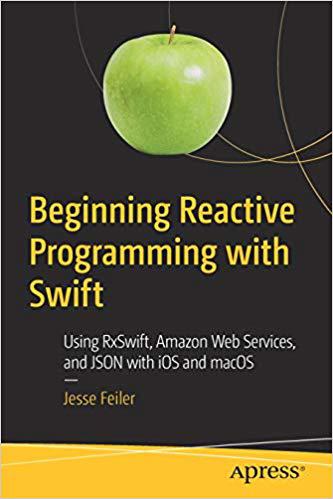 Beginning Reactive
Programming with
Swift
Using RxSwift, Amazon Web Services,
and JSON with iOS and macOS
—
Jesse Feiler
Apress®